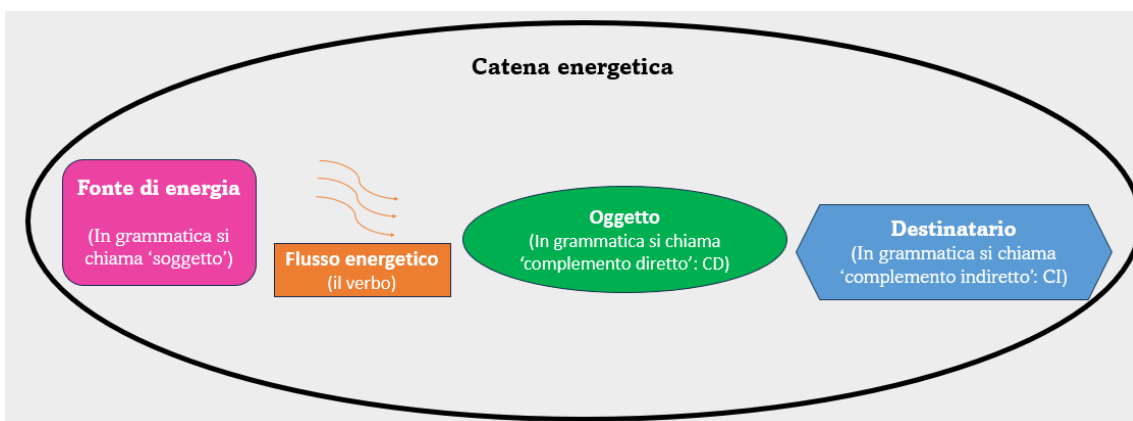 Catena energetica
Fonte di energia
(In grammatica si
chiama ‘soggetto’)
Flusso energetico
(il verbo)
Oggetto
(In grammatica si chiama
‘complemento diretto’: CD)
Destinatario
(In grammatica si chiama
‘complemento indiretto’: CI)